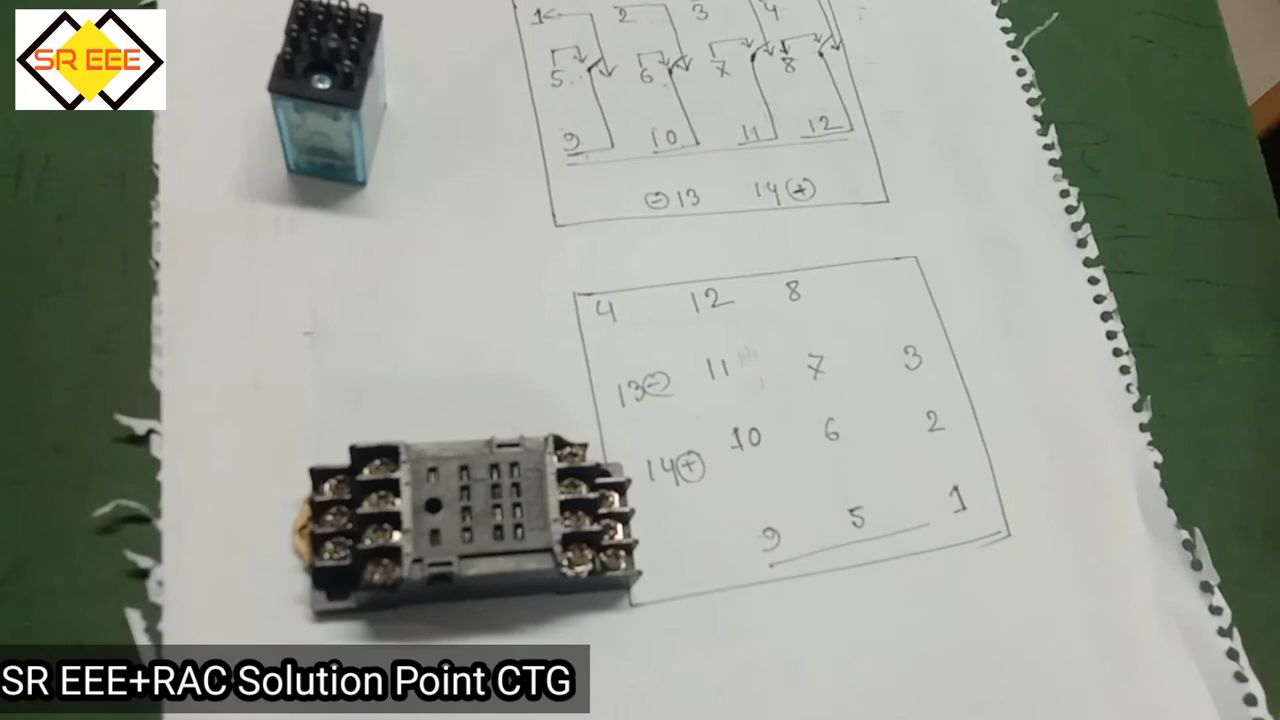 SR EEE
1 2 3 4
5 6 7 8
9 10 11 12
⊖ 13 14 ⊕
4 12 8
13 ⊖ 11 7 3
14 ⊕ 10 6 2
9 5 1
SR EEE+RAC Solution Point CTG